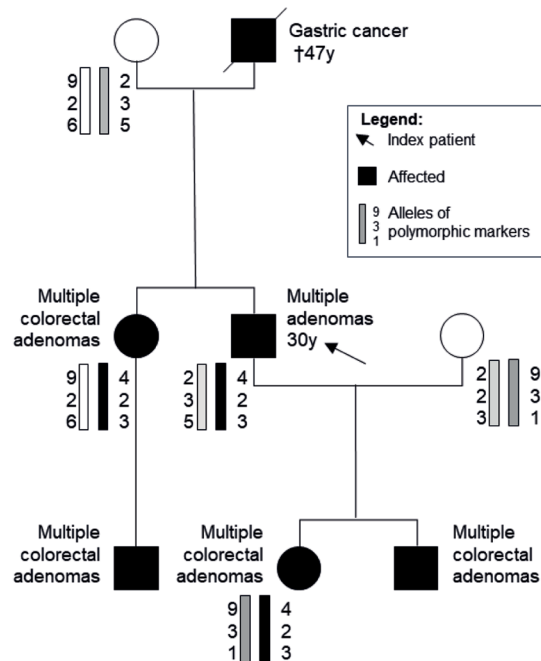 Gastric cancer
†47y
9 2
2 3
6 5
Legend:
Index patient
Affected
9 Alleles of
3 polymorphic markers
1
Multiple
colorectal
adenomas
Multiple
adenomas
30y
9 4
2 2
6 3
2 4
3 2
5 3
2 9
2 3
3 1
Multiple
colorectal
adenomas
Multiple
colorectal
adenomas
Multiple
colorectal
adenomas
9 4
3 2
1 3